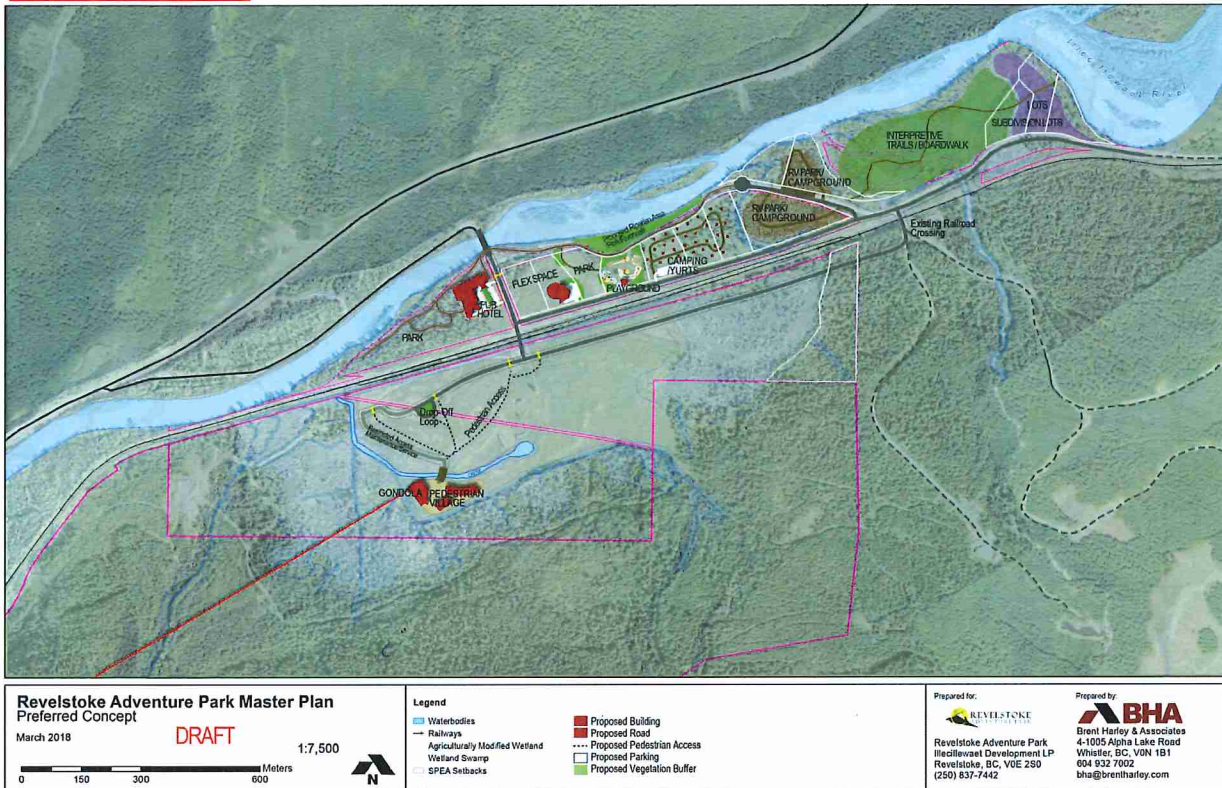 Illecillewaet River
LOTS
SUBDIVISION LOTS
INTERPRETIVE
TRAILS / BOARDWALK
RV PARK/
CAMPGROUND
RV PARK/
CAMPGROUND
Existing Railroad
Crossing
CAMPING
/YURTS
FLEX SPACE
PARK
PLAYGROUND
PUB
HOTEL
PARK
Drop-Off
Loop
Pedestrian Access
Restricted Access
GONDOLA / PEDESTRIAN
VILLAGE
Revelstoke Adventure Park Master Plan
Preferred Concept
March 2018
DRAFT
1:7,500
Meters
0 150 300 600
N
Legend
Waterbodies
Railways
Agriculturally Modified Wetland
Wetland Swamp
SPEA Setbacks
Proposed Building
Proposed Road
Proposed Pedestrian Access
Proposed Parking
Proposed Vegetation Buffer
Prepared for:
REVELSTOKE
Revelstoke Adventure Park
Illecillewaet Development LP
Revelstoke, BC, V0E 2S0
(250) 837-7442
Prepared by:
BHA
Brent Harley & Associates
4-1005 Alpha Lake Road
Whistler, BC, V0N 1B1
604 932 7002
bha@brentharley.com